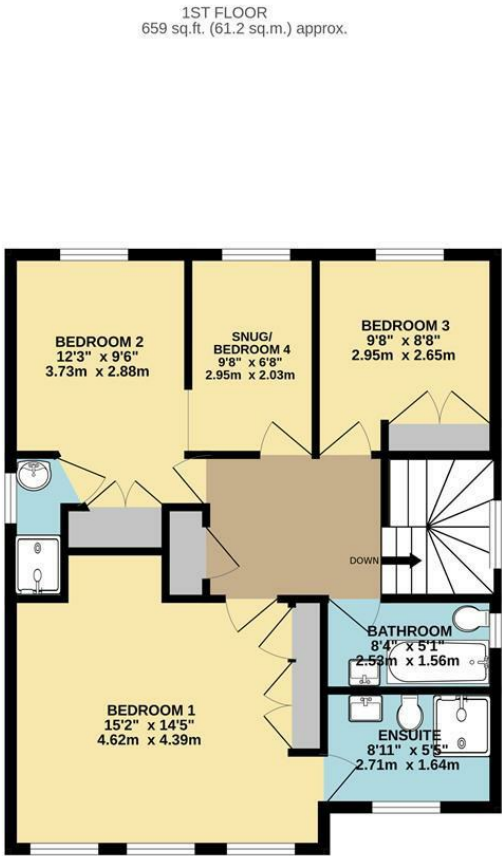 1ST FLOOR
659 sq.ft. (61.2 sq.m.) approx.
BEDROOM 2
12'3" x 9'6"
3.73m x 2.88m
SNUG/
BEDROOM 4
9'8" x 6'8"
2.95m x 2.03m
BEDROOM 3
9'8" x 8'8"
2.95m x 2.65m
DOWN
BATHROOM
8'4" x 5'1"
2.53m x 1.56m
BEDROOM 1
15'2" x 14'5"
4.62m x 4.39m
ENSUITE
8'11" x 5'5"
2.71m x 1.64m